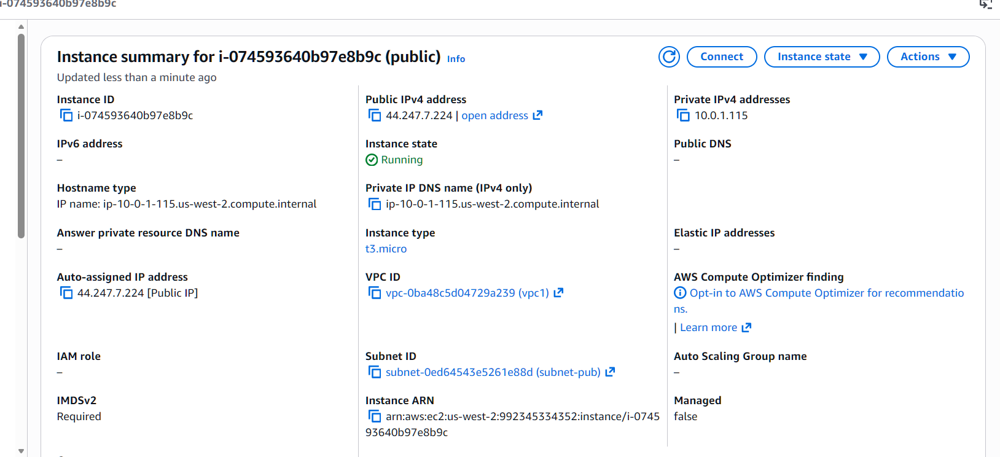 i-074593640b97e8b9c
Instance summary for i-074593640b97e8b9c (public) Info
Connect
Instance state
Actions
Updated less than a minute ago
Instance ID
i-074593640b97e8b9c
Public IPv4 address
44.247.7.224 | open address
Private IPv4 addresses
10.0.1.115
IPv6 address
–
Instance state
Running
Public DNS
–
Hostname type
IP name: ip-10-0-1-115.us-west-2.compute.internal
Private IP DNS name (IPv4 only)
ip-10-0-1-115.us-west-2.compute.internal
Answer private resource DNS name
–
Instance type
t3.micro
Elastic IP addresses
–
Auto-assigned IP address
44.247.7.224 [Public IP]
VPC ID
vpc-0ba48c5d04729a239 (vpc1)
AWS Compute Optimizer finding
Opt-in to AWS Compute Optimizer for recommendatio
ns.
| Learn more
IAM role
–
Subnet ID
subnet-0ed64543e5261e88d (subnet-pub)
Auto Scaling Group name
–
IMDSv2
Required
Instance ARN
arn:aws:ec2:us-west-2:992345334352:instance/i-0745
93640b97e8b9c
Managed
false